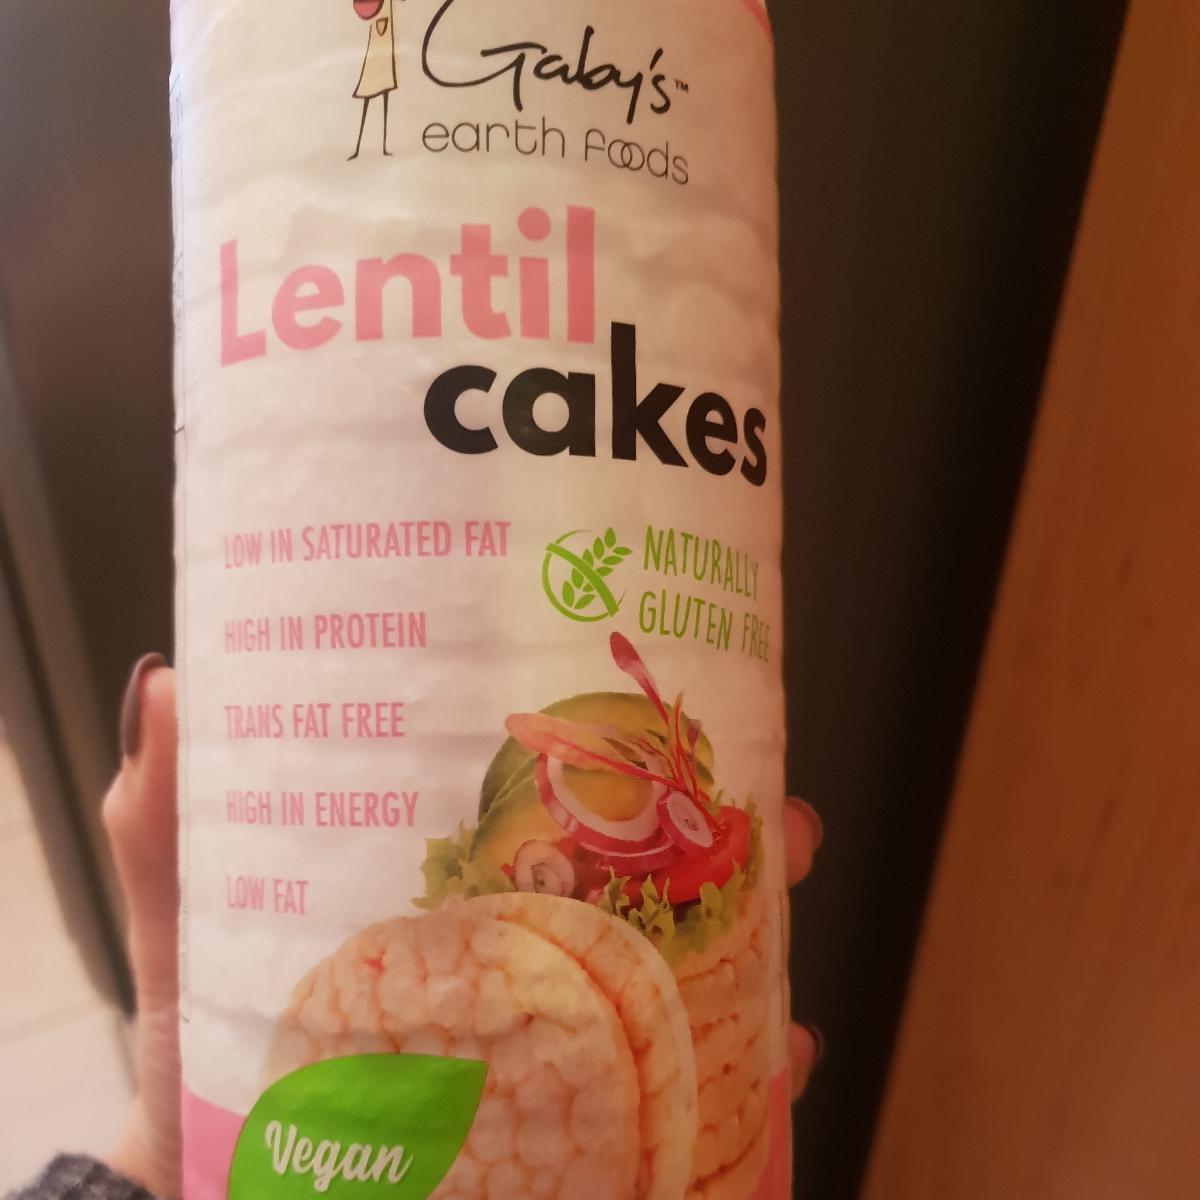 Gaby's™
earth foods
Lentil
cakes
LOW IN SATURATED FAT
HIGH IN PROTEIN
TRANS FAT FREE
HIGH IN ENERGY
LOW FAT
NATURALLY
GLUTEN FREE
Vegan